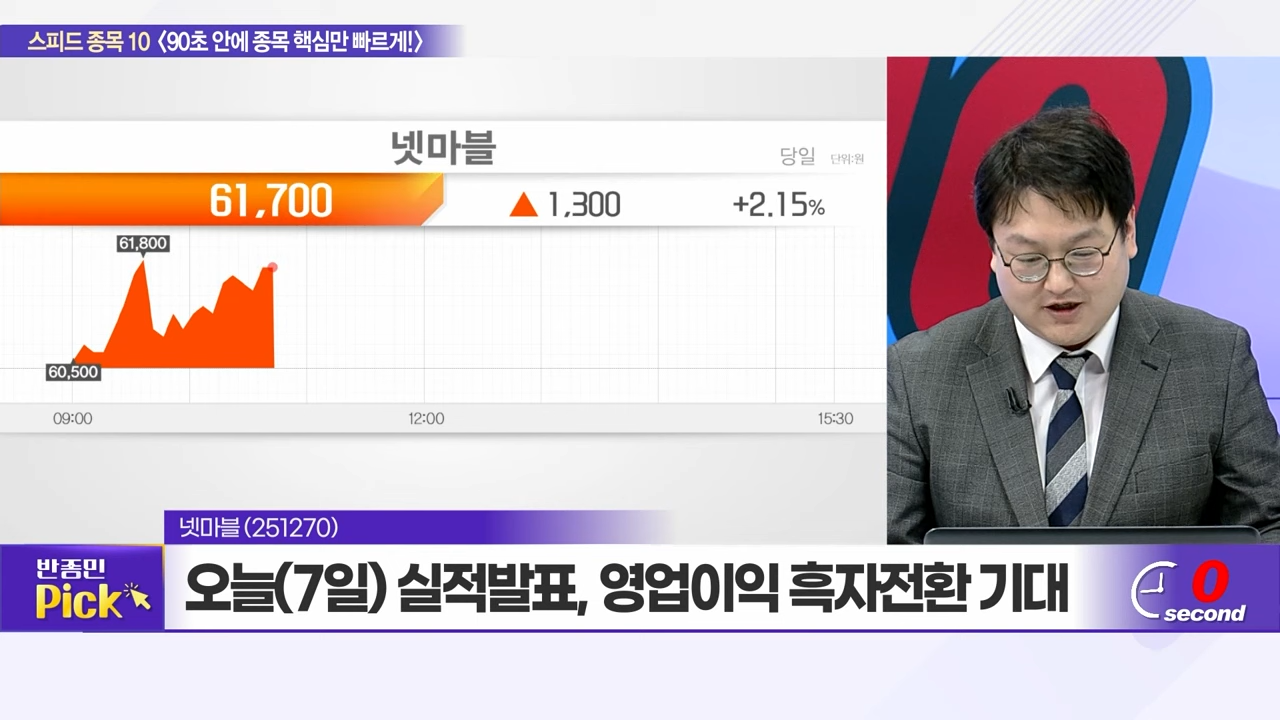 스피드 종목 10 〈90초 안에 종목 핵심만 빠르게!〉
넷마블
당일 단위:원
61,700 ▲ 1,300 +2.15%
61,800
60,500
09:00 12:00 15:30
넷마블(251270)
반종민
Pick
오늘(7일) 실적발표, 영업이익 흑자전환 기대
0
second